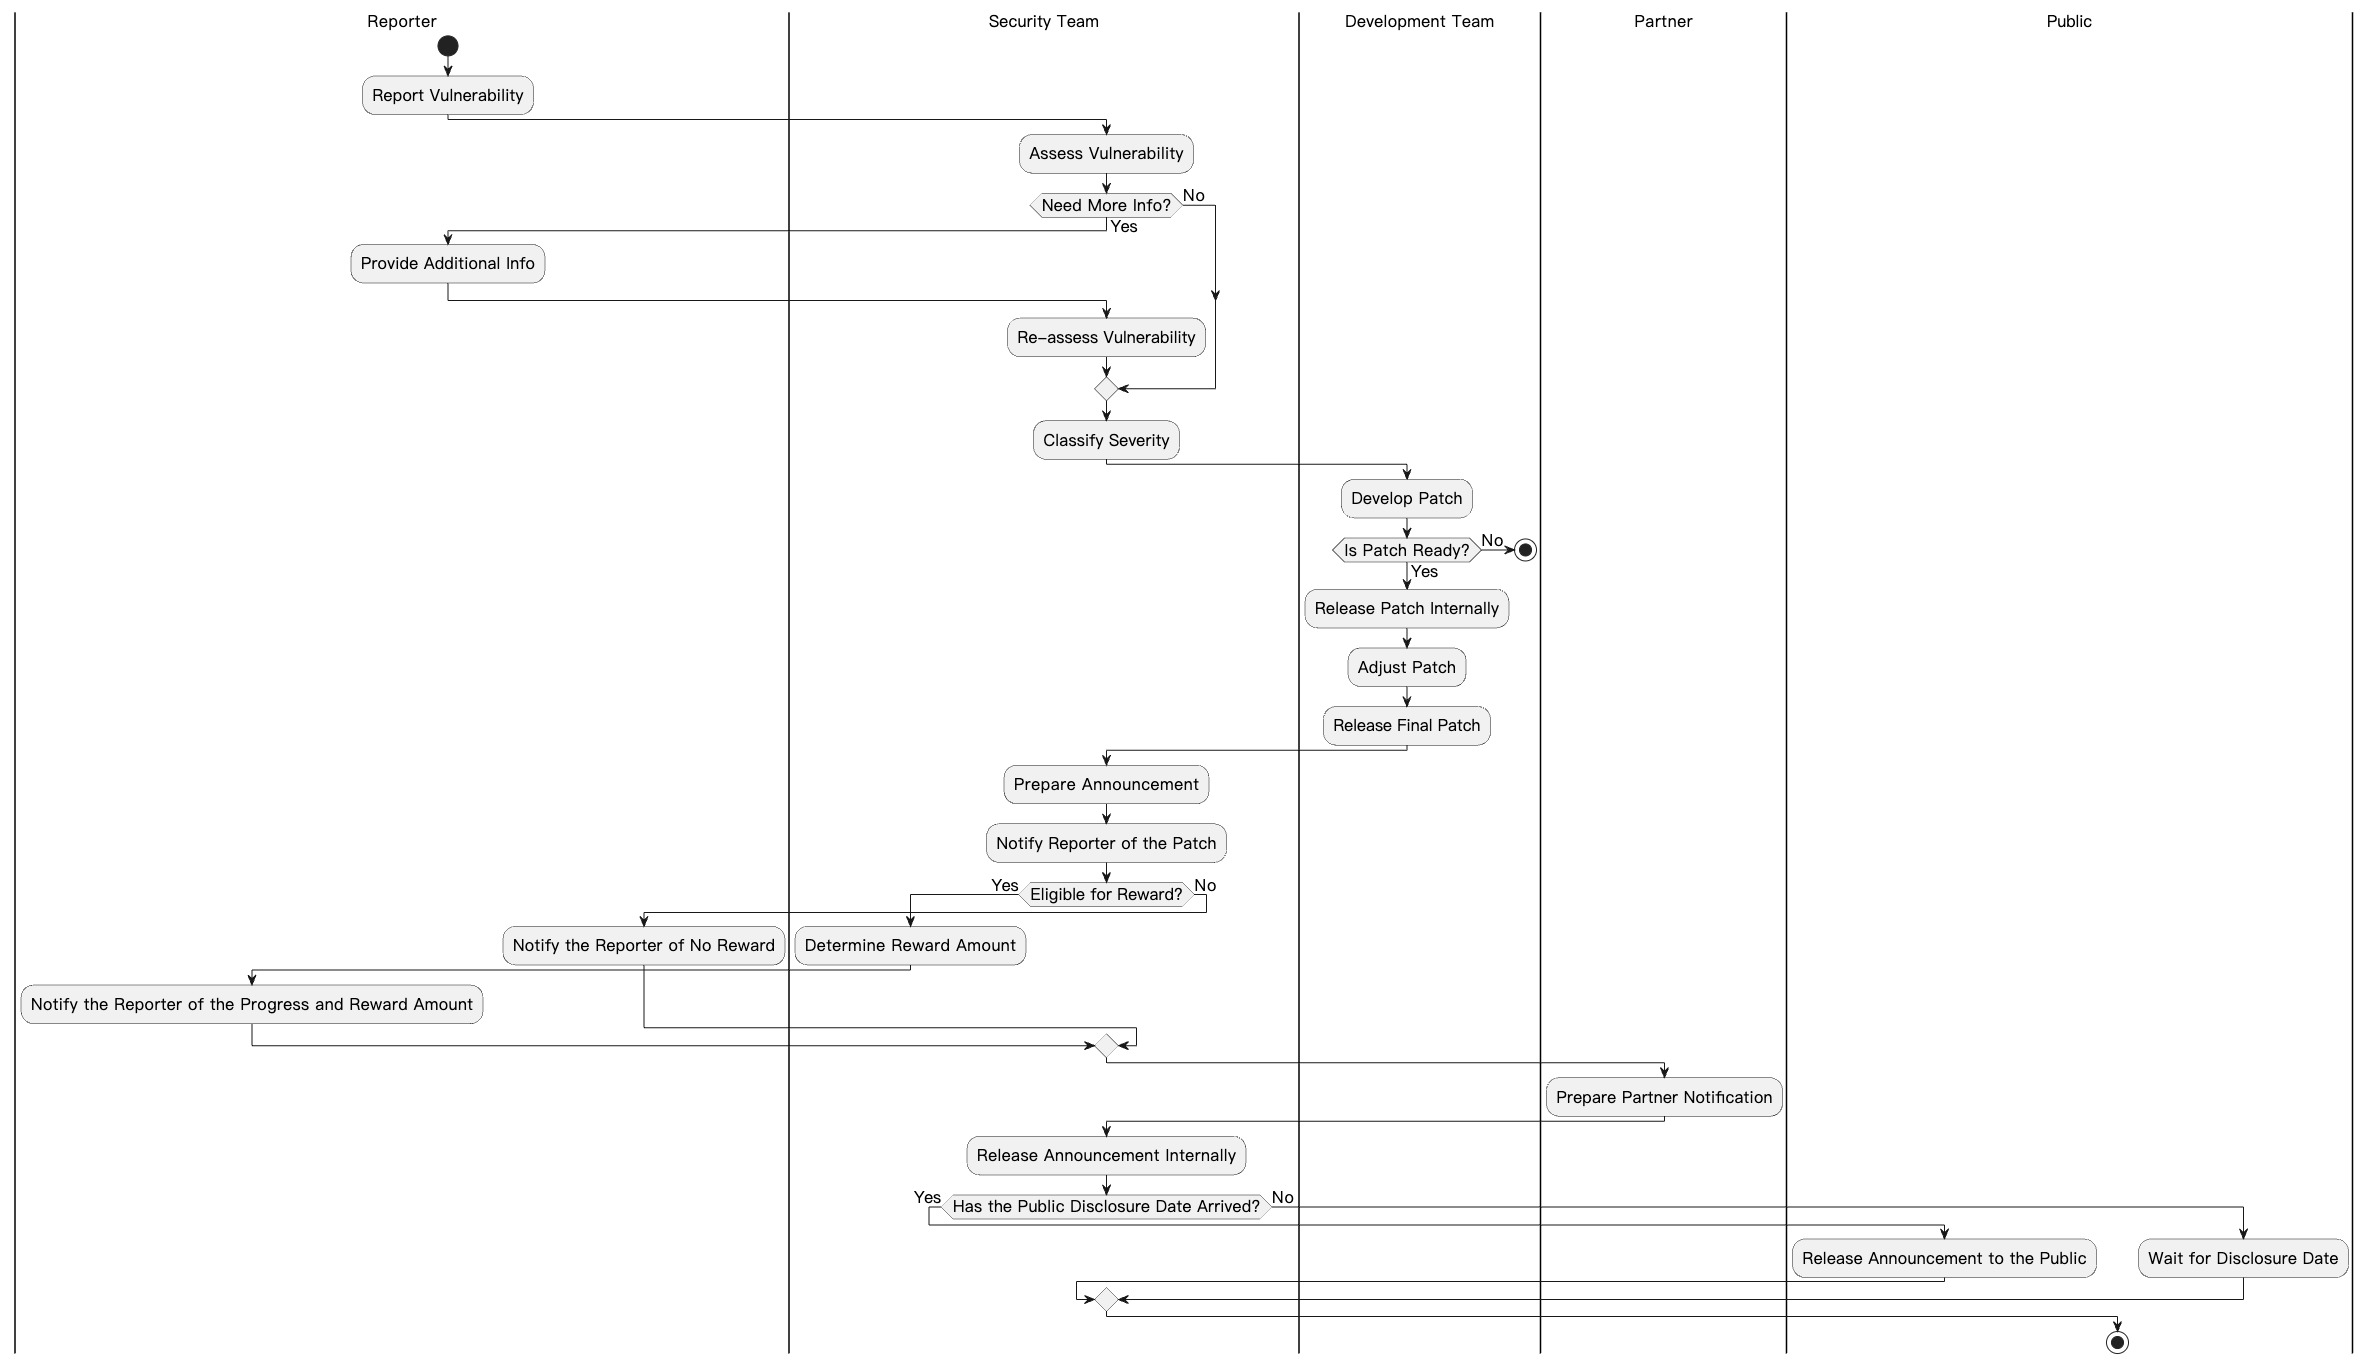 Reporter
Security Team
Development Team
Partner
Public
Report Vulnerability
Assess Vulnerability
Need More Info?
No
Yes
Provide Additional Info
Re-assess Vulnerability
Classify Severity
Develop Patch
Is Patch Ready?
No
Yes
Release Patch Internally
Adjust Patch
Release Final Patch
Prepare Announcement
Notify Reporter of the Patch
Yes
Eligible for Reward?
No
Notify the Reporter of No Reward
Determine Reward Amount
Notify the Reporter of the Progress and Reward Amount
Prepare Partner Notification
Release Announcement Internally
Yes
Has the Public Disclosure Date Arrived?
No
Release Announcement to the Public
Wait for Disclosure Date